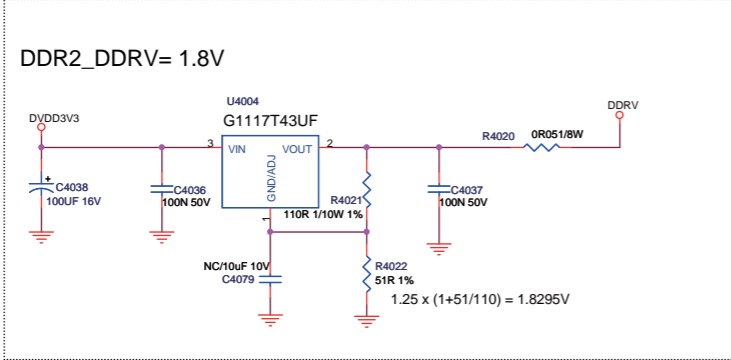 DDR2_DDRV= 1.8V
U4004
G1117T43UF
DVDD3V3
DDRV
3
VIN
VOUT
2
GND/ADJ
1
R4020
0R051/8W
+
C4038
100UF 16V
C4036
100N 50V
R4021
110R 1/10W 1%
C4037
100N 50V
NC/10uF 10V
C4079
R4022
51R 1%
1.25 x (1+51/110) = 1.8295V